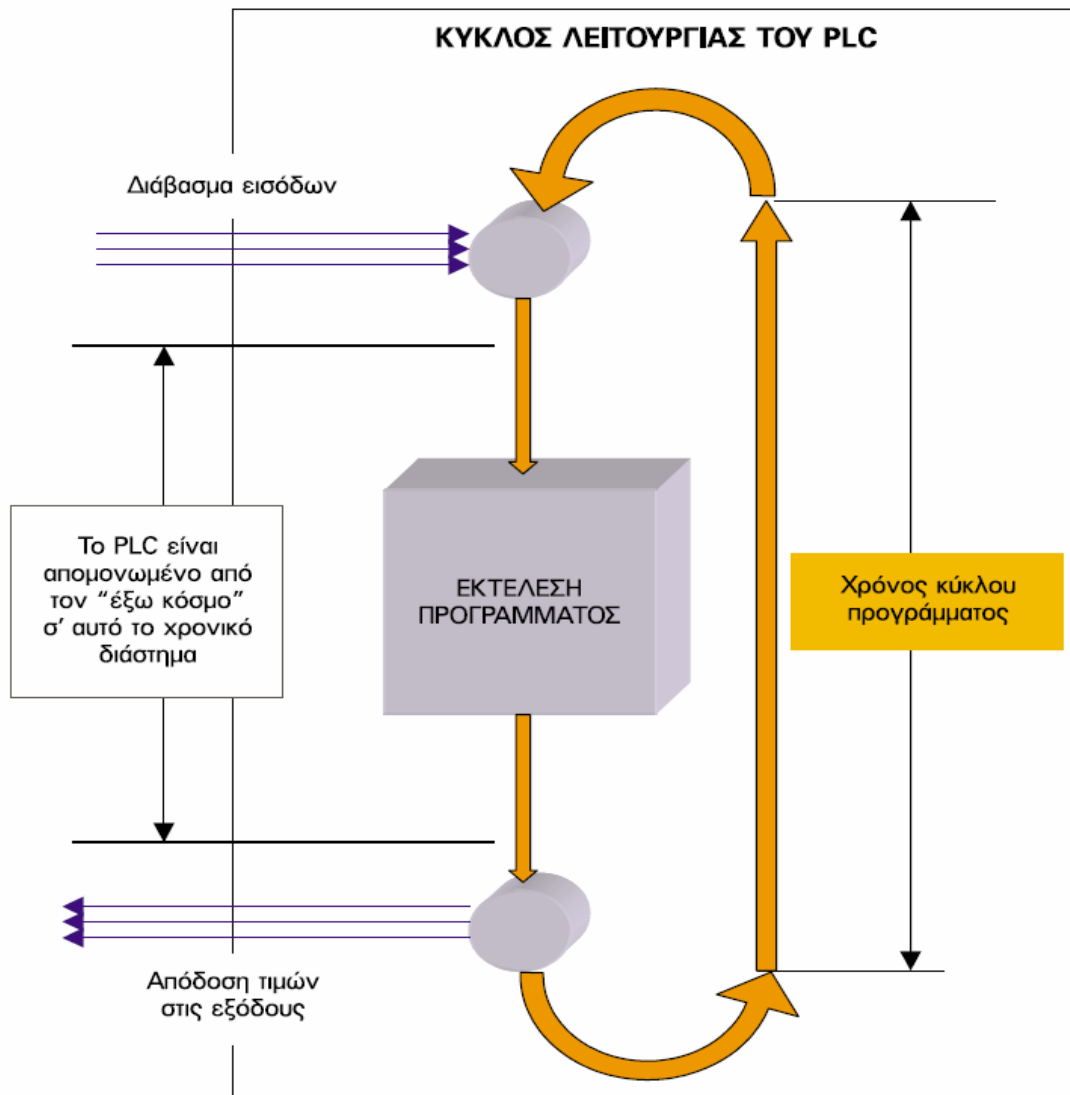 ΚΥΚΛΟΣ ΛΕΙΤΟΥΡΓΙΑΣ ΤΟΥ PLC
Διάβασμα εισόδων
Το PLC είναι
απομονωμένο από
τον “έξω κόσμο”
σ’ αυτό το χρονικό
διάστημα
ΕΚΤΕΛΕΣΗ
ΠΡΟΓΡΑΜΜΑΤΟΣ
Χρόνος κύκλου
προγράμματος
Απόδοση τιμών
στις εξόδους